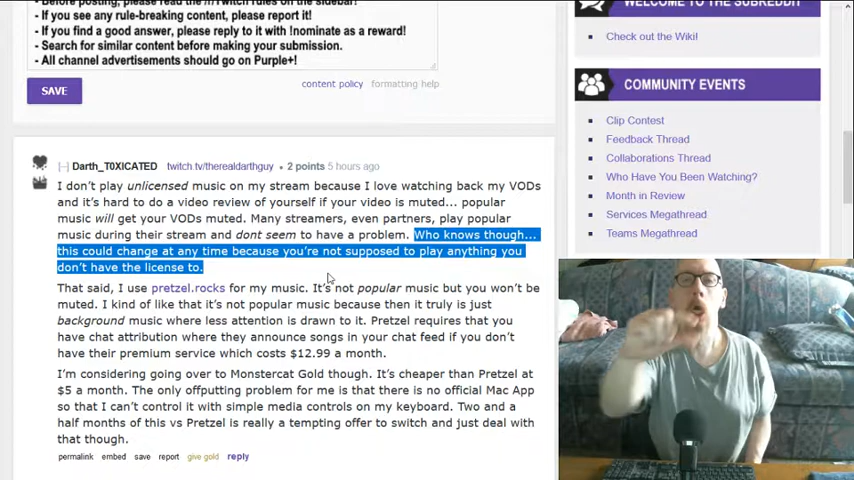 - Before posting, please read the /r/Twitch rules on the sidebar!
- If you see any rule-breaking content, please report it!
- If you find a good answer, please reply to it with !nominate as a reward!
- Search for similar content before making your submission.
- All channel advertisements should go on Purple+!
content policy formatting help
SAVE
[–] Darth_T0XICATED twitch.tv/therealdarthguy • 2 points 5 hours ago
I don't play unlicensed music on my stream because I love watching back my VODs
and it's hard to do a video review of yourself if your video is muted... popular
music will get your VODs muted. Many streamers, even partners, play popular
music during their stream and dont seem to have a problem. Who knows though...
this could change at any time because you're not supposed to play anything you
don't have the license to.
That said, I use pretzel.rocks for my music. It's not popular music but you won't be
muted. I kind of like that it's not popular music because then it truly is just
background music where less attention is drawn to it. Pretzel requires that you
have chat attribution where they announce songs in your chat feed if you don't
have their premium service which costs $12.99 a month.
I'm considering going over to Monstercat Gold though. It's cheaper than Pretzel at
$5 a month. The only offputting problem for me is that there is no official Mac App
so that I can't control it with simple media controls on my keyboard. Two and a
half months of this vs Pretzel is really a tempting offer to switch and just deal with
that though.
permalink embed save report give gold reply
WELCOME TO THE SUBREDDIT
Check out the Wiki!
COMMUNITY EVENTS
Clip Contest
Feedback Thread
Collaborations Thread
Who Have You Been Watching?
Month in Review
Services Megathread
Teams Megathread